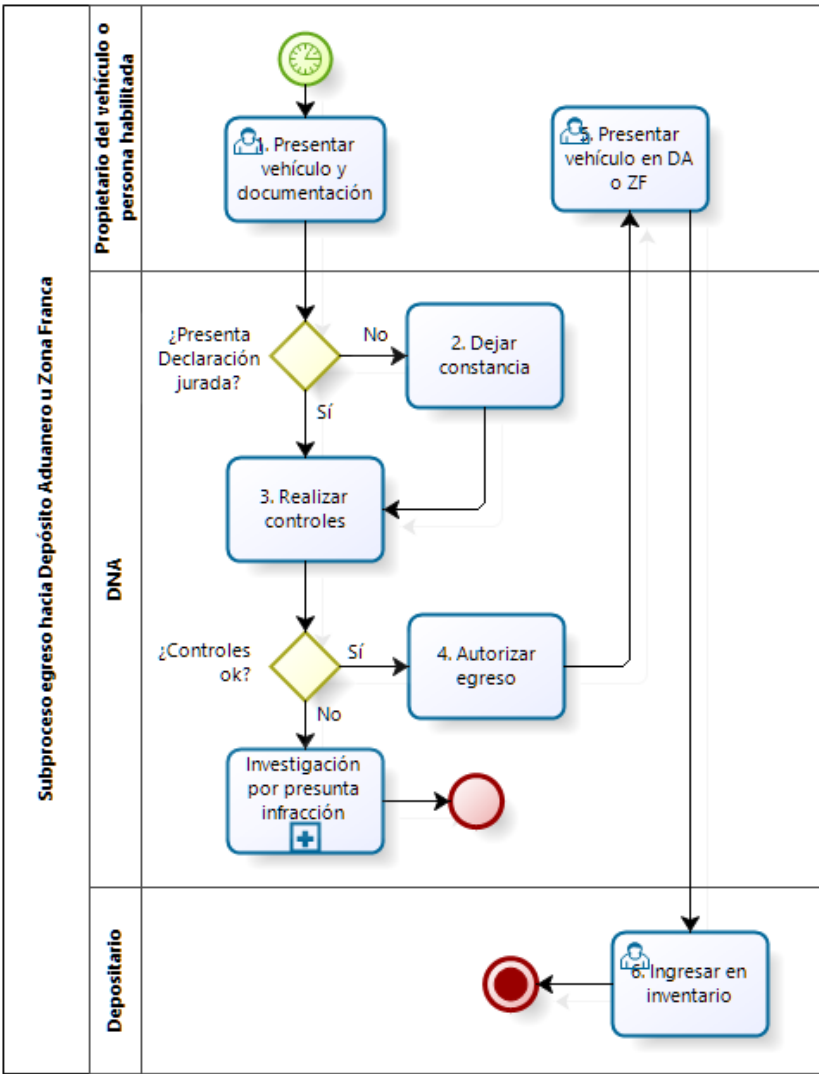 Subproceso egreso hacia Depósito Aduanero u Zona Franca
Propietario del vehículo o
persona habilitada
1. Presentar
vehículo y
documentación
5. Presentar
vehículo en DA
o ZF
DNA
¿Presenta
Declaración
jurada?
No
2. Dejar
constancia
Sí
3. Realizar
controles
¿Controles
ok?
Sí
4. Autorizar
egreso
No
Investigación
por presunta
infracción
Depositario
6. Ingresar en
inventario